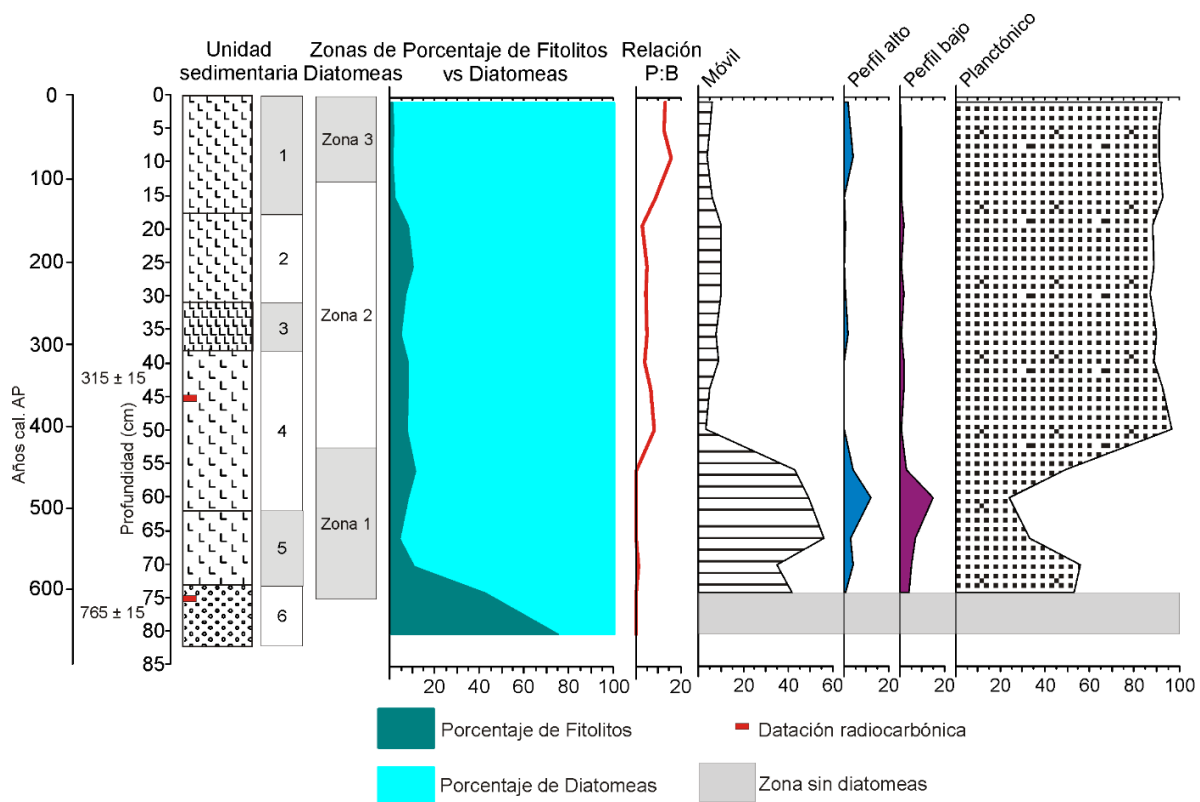 Unidad
sedimentaria
Zonas de
Diatomeas
Porcentaje de Fitolitos
vs Diatomeas
Relación
P:B
Móvil
Perfil alto
Perfil bajo
Planctónico
Años cal. AP
0
100
200
300
400
500
600
315 ± 15
765 ± 15
Profundidad (cm)
0
5
10
15
20
25
30
35
40
45
50
55
60
65
70
75
80
85
1
2
3
4
5
6
Zona 3
Zona 2
Zona 1
20 40 60 80 100
20
20 40 60
20
20
20 40 60 80 100
Porcentaje de Fitolitos
Datación radiocarbónica
Porcentaje de Diatomeas
Zona sin diatomeas